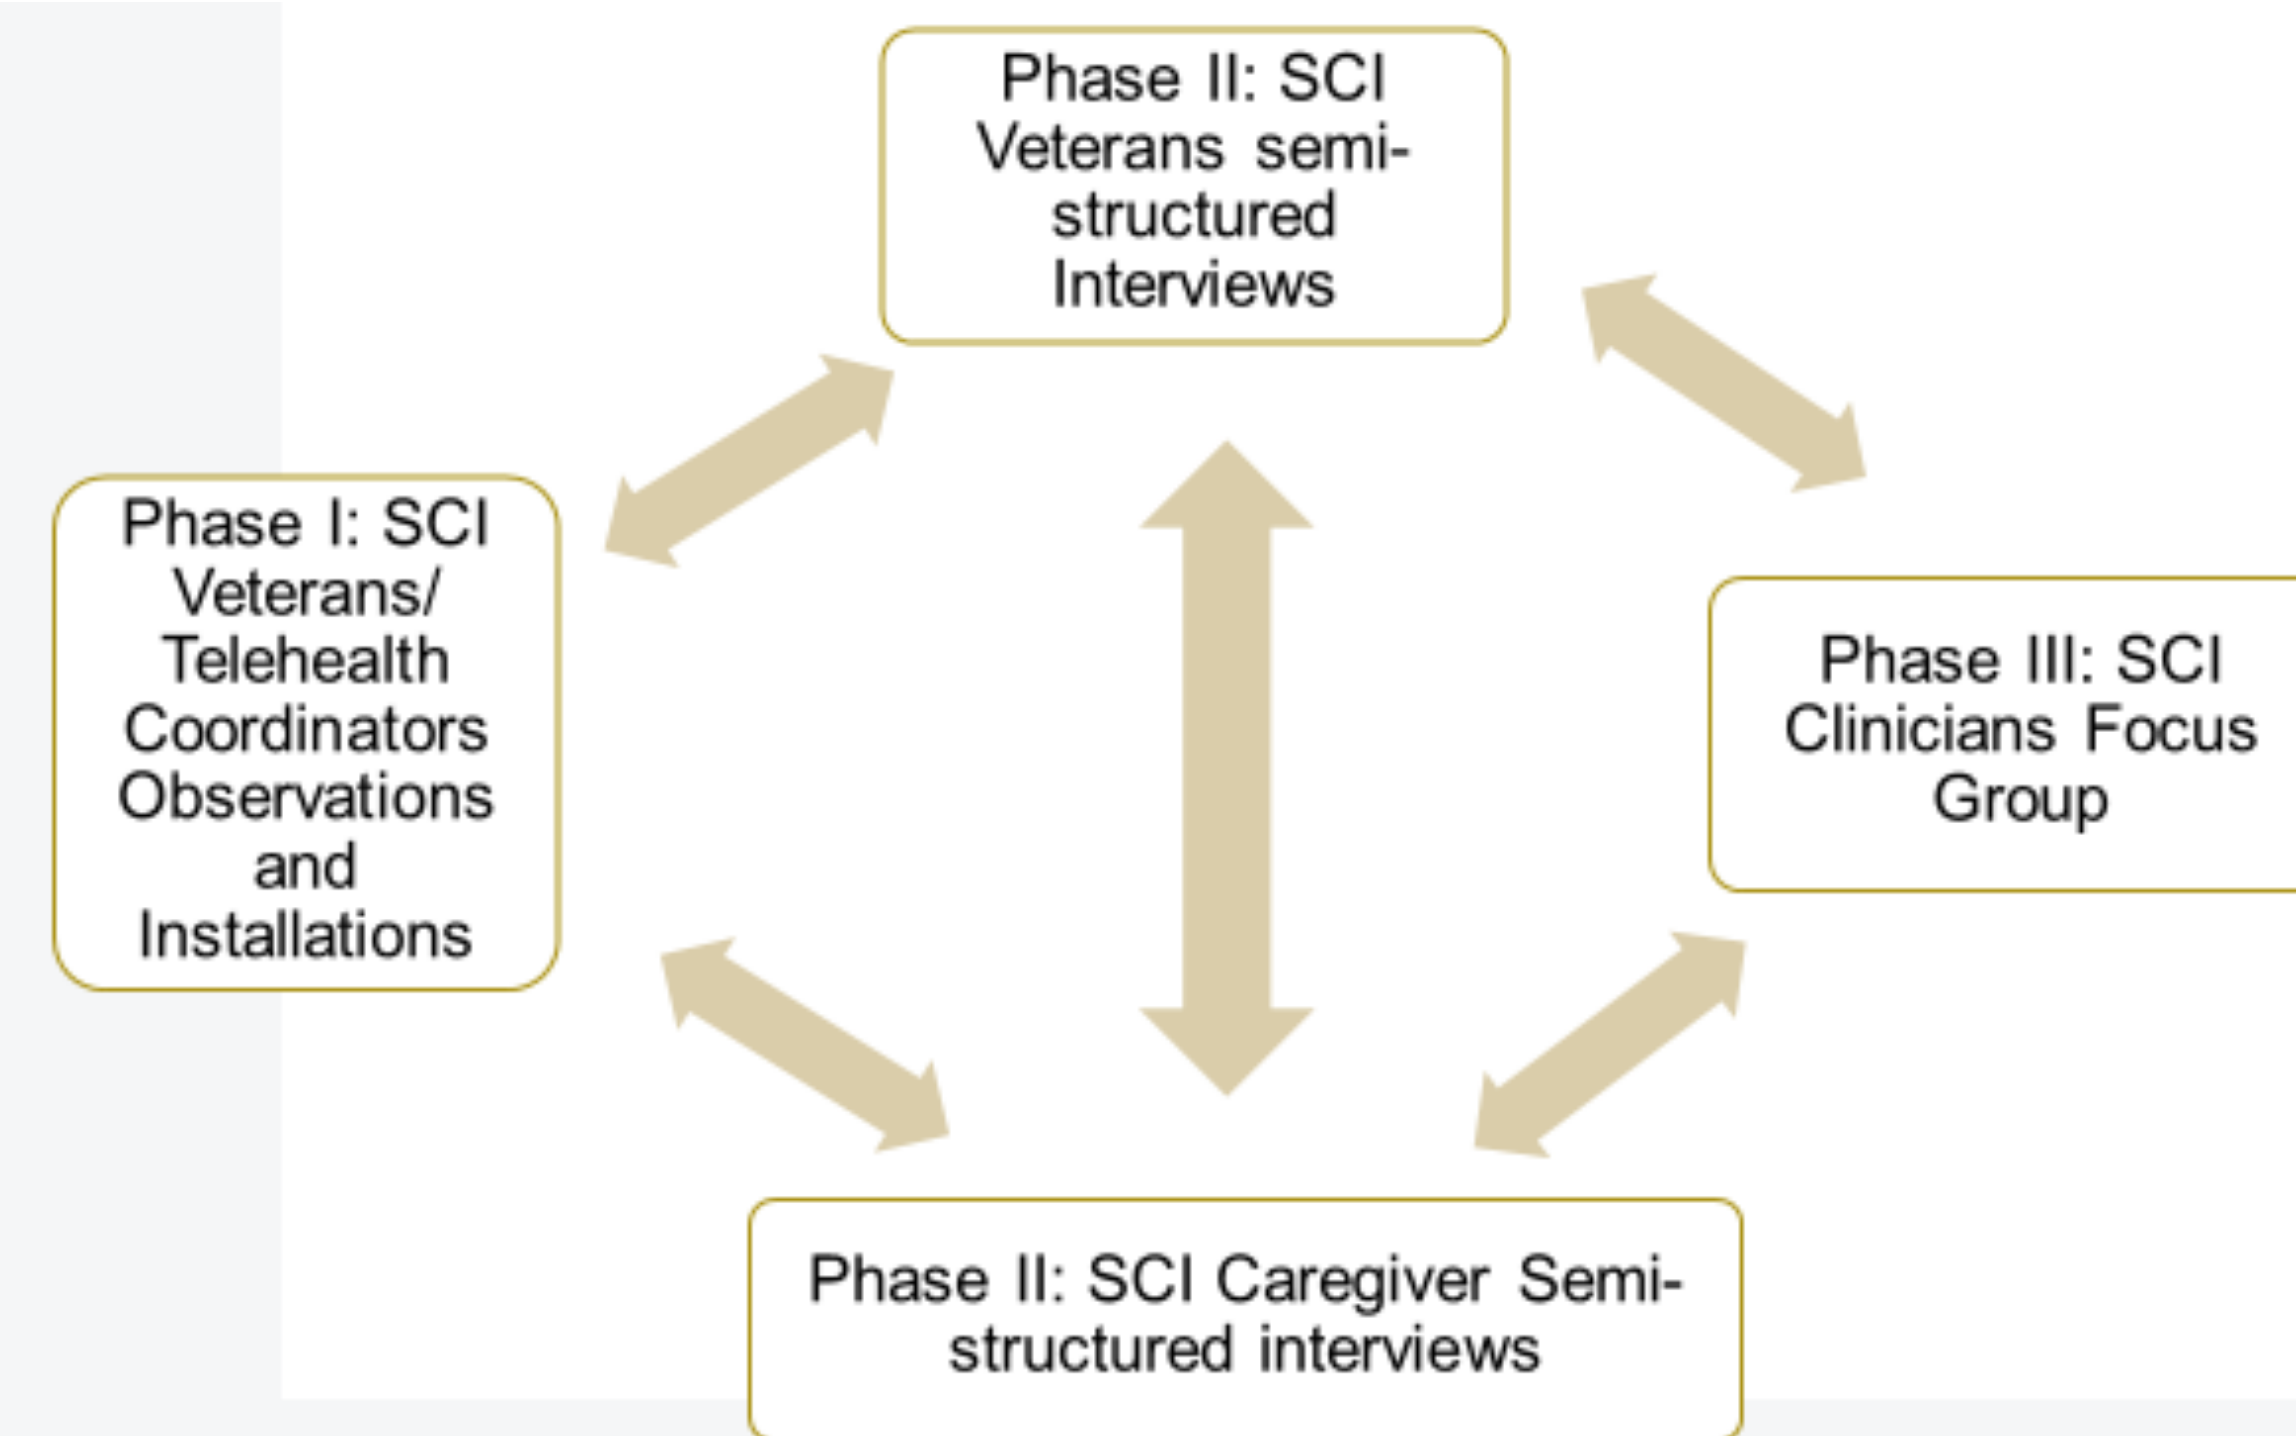 Phase II: SCI
Veterans semi-
structured
Interviews
Phase I: SCI
Veterans/
Telehealth
Coordinators
Observations
and
Installations
Phase III: SCI
Clinicians Focus
Group
Phase II: SCI Caregiver Semi-
structured interviews